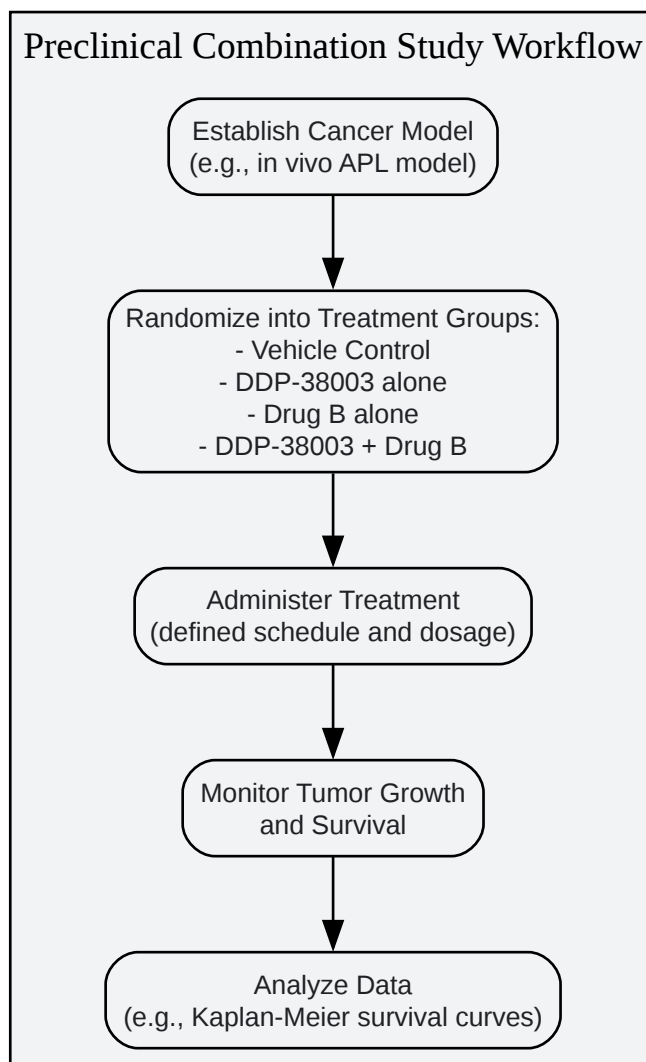 Preclinical Combination Study Workflow
Establish Cancer Model
(e.g., in vivo APL model)
Randomize into Treatment Groups:
- Vehicle Control
- DDP-38003 alone
- Drug B alone
- DDP-38003 + Drug B
Administer Treatment
(defined schedule and dosage)
Monitor Tumor Growth
and Survival
Analyze Data
(e.g., Kaplan-Meier survival curves)